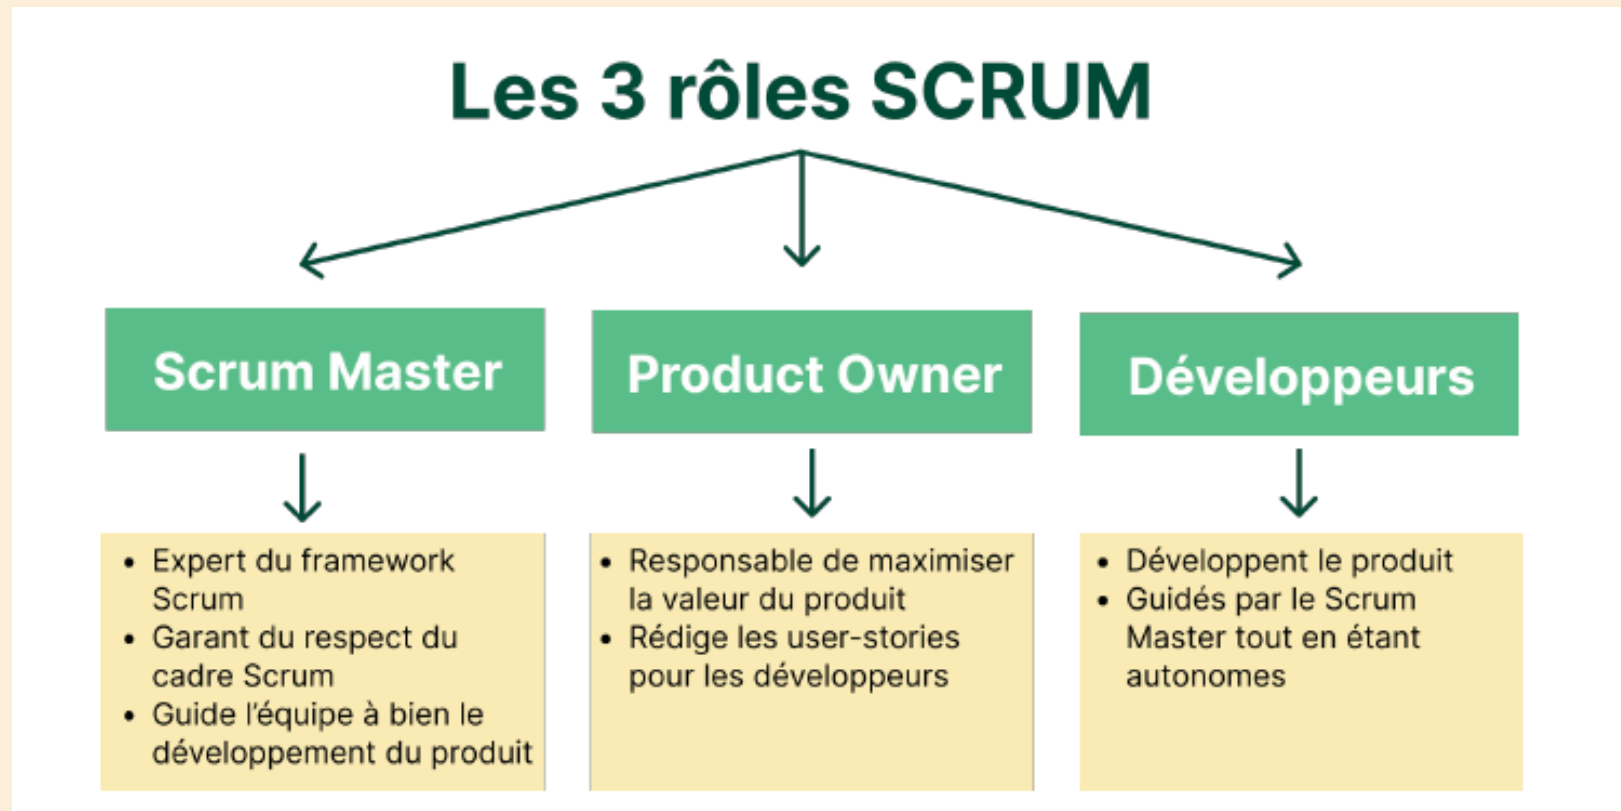 Les 3 rôles SCRUM
Scrum Master
Product Owner
Développeurs
• Expert du framework
Scrum
• Garant du respect du
cadre Scrum
• Guide l'équipe à bien le
développement du produit
• Responsable de maximiser
la valeur du produit
• Rédige les user-stories
pour les développeurs
• Développent le produit
• Guidés par le Scrum
Master tout en étant
autonomes